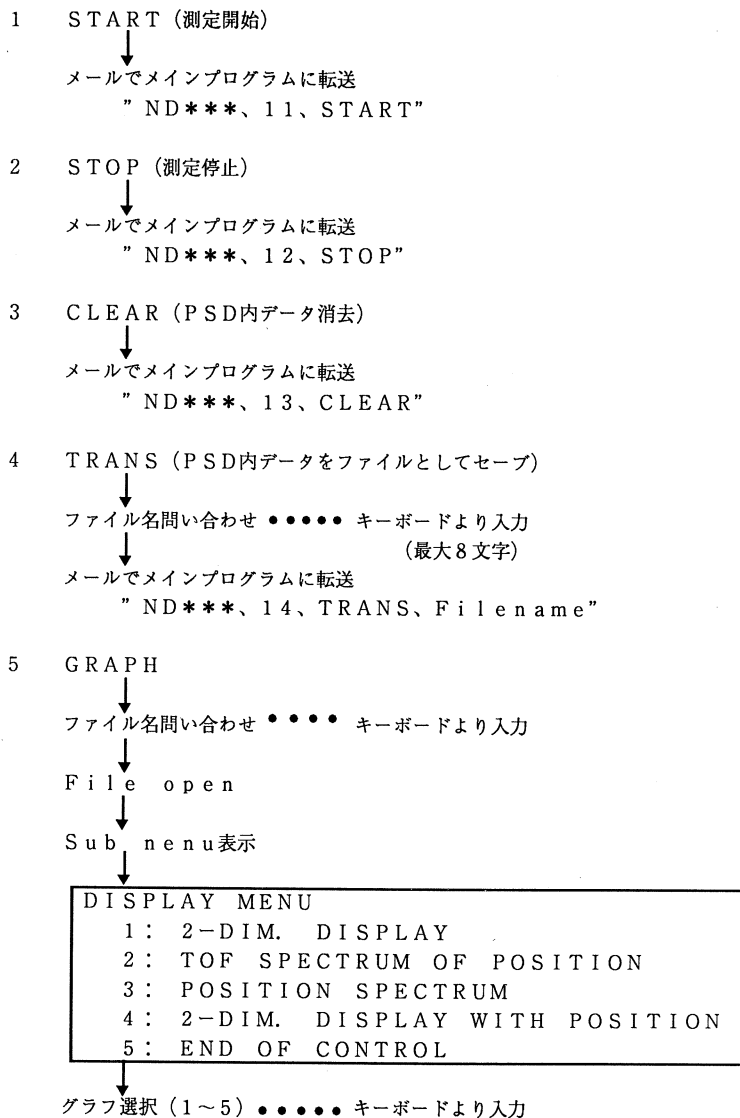 1 START（測定開始）
メールでメインプログラムに転送
”ND＊＊＊、11、START”
2 STOP（測定停止）
メールでメインプログラムに転送
”ND＊＊＊、12、STOP”
3 CLEAR（PSD内データ消去）
メールでメインプログラムに転送
”ND＊＊＊、13、CLEAR”
4 TRANS（PSD内データをファイルとしてセーブ）
ファイル名問い合わせ ●●●●● キーボードより入力
（最大8文字）
メールでメインプログラムに転送
”ND＊＊＊、14、TRANS、Filename”
5 GRAPH
ファイル名問い合わせ ●●●● キーボードより入力
File open
Sub nenu表示
DISPLAY MENU
1： 2－DIM． DISPLAY
2： TOF SPECTRUM OF POSITION
3： POSITION SPECTRUM
4： 2－DIM． DISPLAY WITH POSITION
5： END OF CONTROL
グラフ選択（1～5）●●●●● キーボードより入力